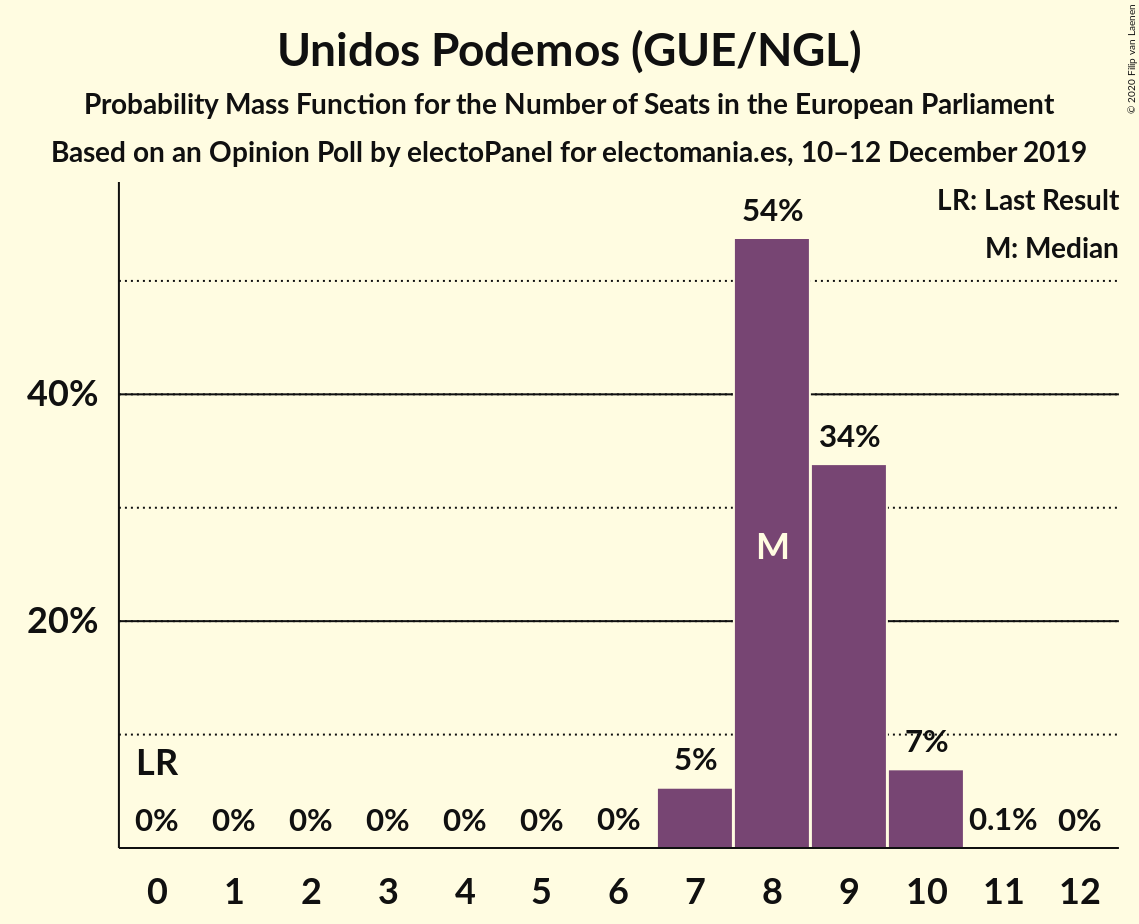 Unidos Podemos (GUE/NGL)
Probability Mass Function for the Number of Seats in the European Parliament
Based on an Opinion Poll by electoPanel for electomania.es, 10–12 December 2019
© 2020 Filip van Laenen
LR: Last Result
M: Median
54%
40%
34%
M
20%
LR
5%
7%
0% 0% 0% 0% 0% 0% 0% 0.1% 0%
0 1 2 3 4 5 6 7 8 9 10 11 12